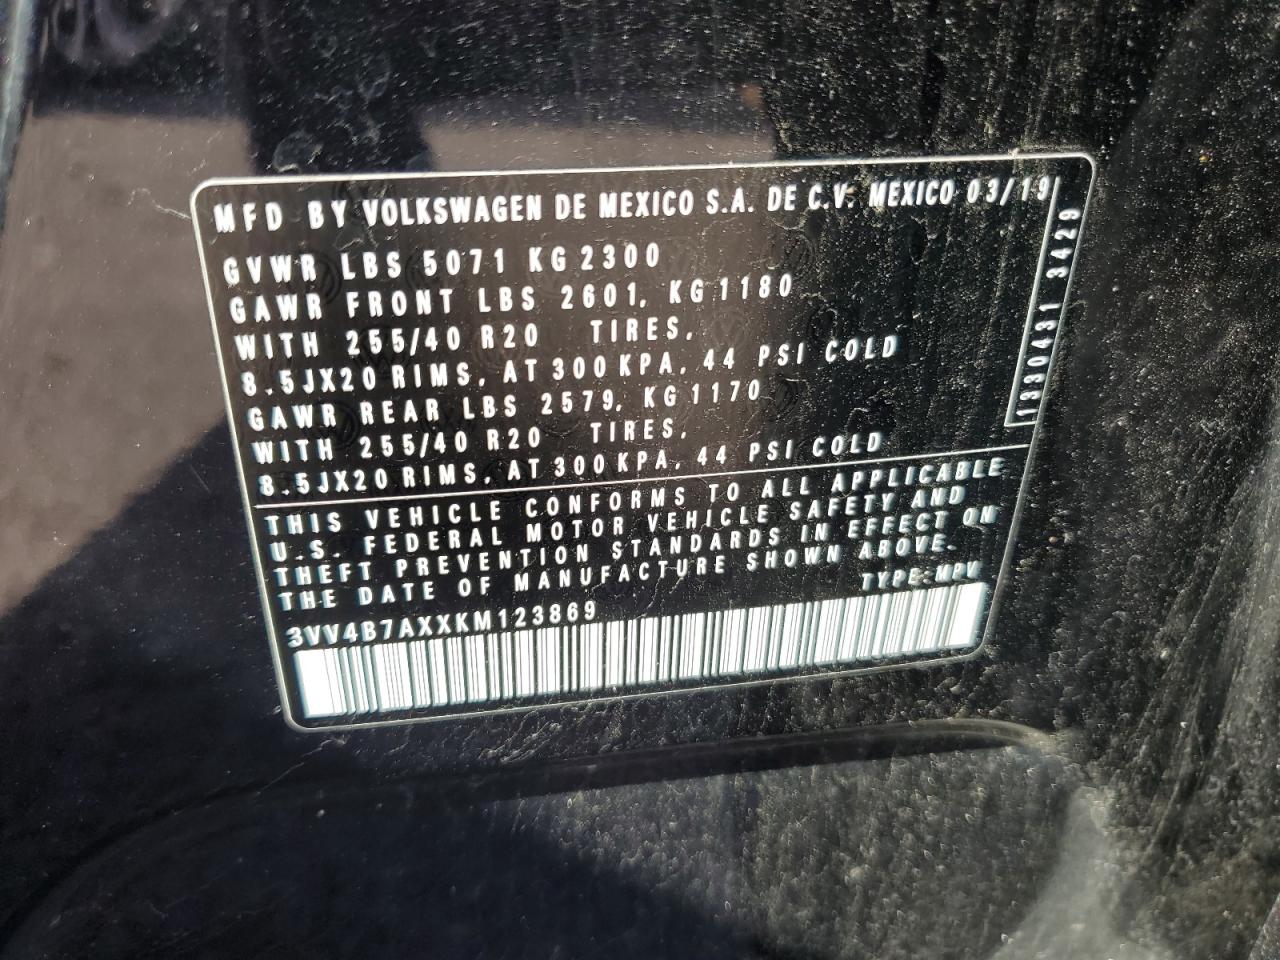 MFD BY VOLKSWAGEN DE MEXICO S.A. DE C.V. MEXICO 03/19
GVWR LBS 5071 KG 2300
GAWR FRONT LBS 2601, KG 1180
WITH 255/40 R20 TIRES,
8.5JX20 RIMS, AT 300 KPA, 44 PSI COLD
GAWR REAR LBS 2579, KG 1170
WITH 255/40 R20 TIRES,
8.5JX20 RIMS, AT 300 KPA, 44 PSI COLD
1330431 3429
THIS VEHICLE CONFORMS TO ALL APPLICABLE
U.S. FEDERAL MOTOR VEHICLE SAFETY AND
THEFT PREVENTION STANDARDS IN EFFECT ON
THE DATE OF MANUFACTURE SHOWN ABOVE.
TYPE:MPV
3VV4B7AXXKM123869